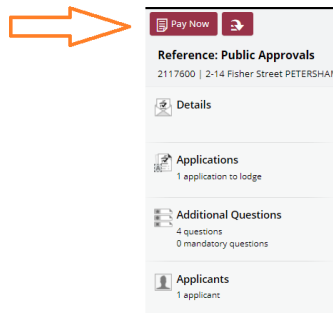 Pay Now
Reference: Public Approvals
2117600 | 2-14 Fisher Street PETERSHAM
Details
Applications
1 application to lodge
Additional Questions
4 questions
0 mandatory questions
Applicants
1 applicant